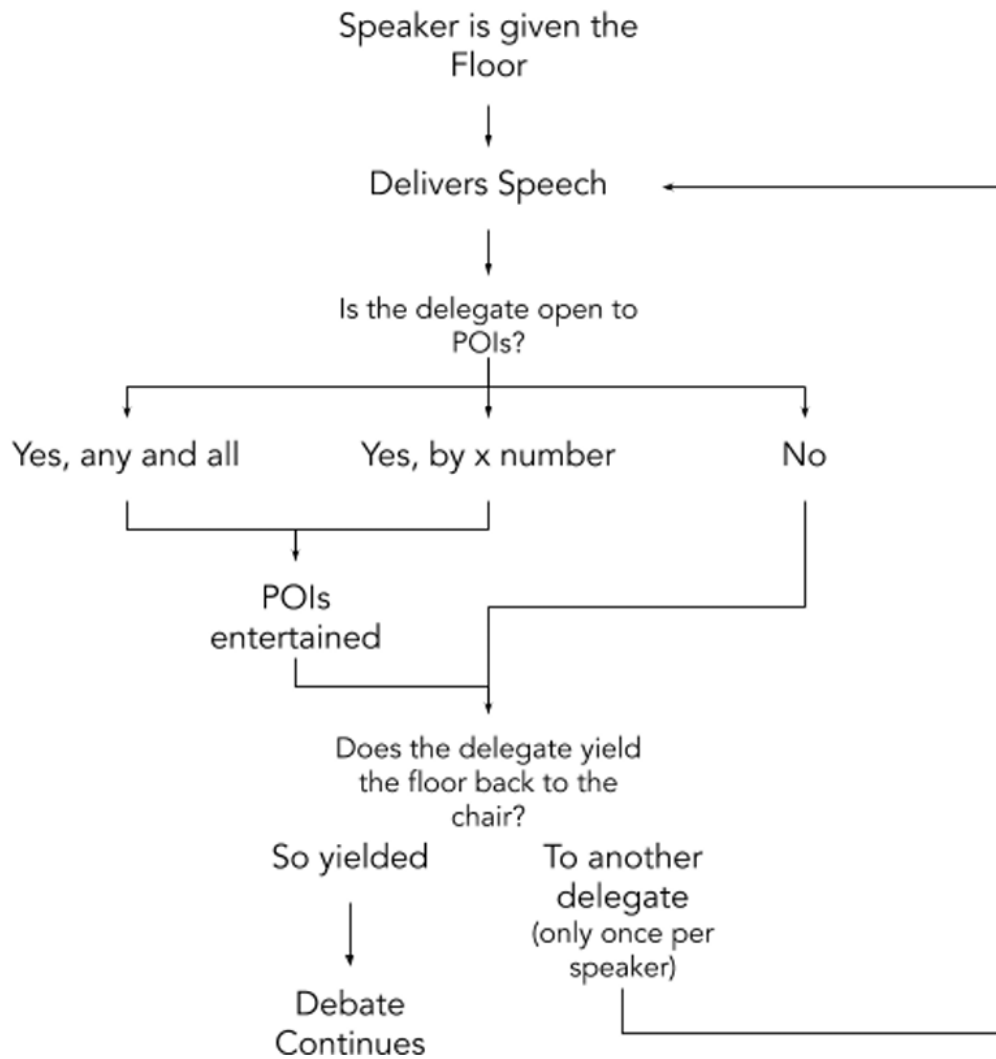 Speaker is given the
Floor
Delivers Speech
Is the delegate open to
POIs?
Yes, any and all
Yes, by x number
No
POIs
entertained
Does the delegate yield
the floor back to the
chair?
So yielded
To another
delegate
(only once per
speaker)
Debate
Continues